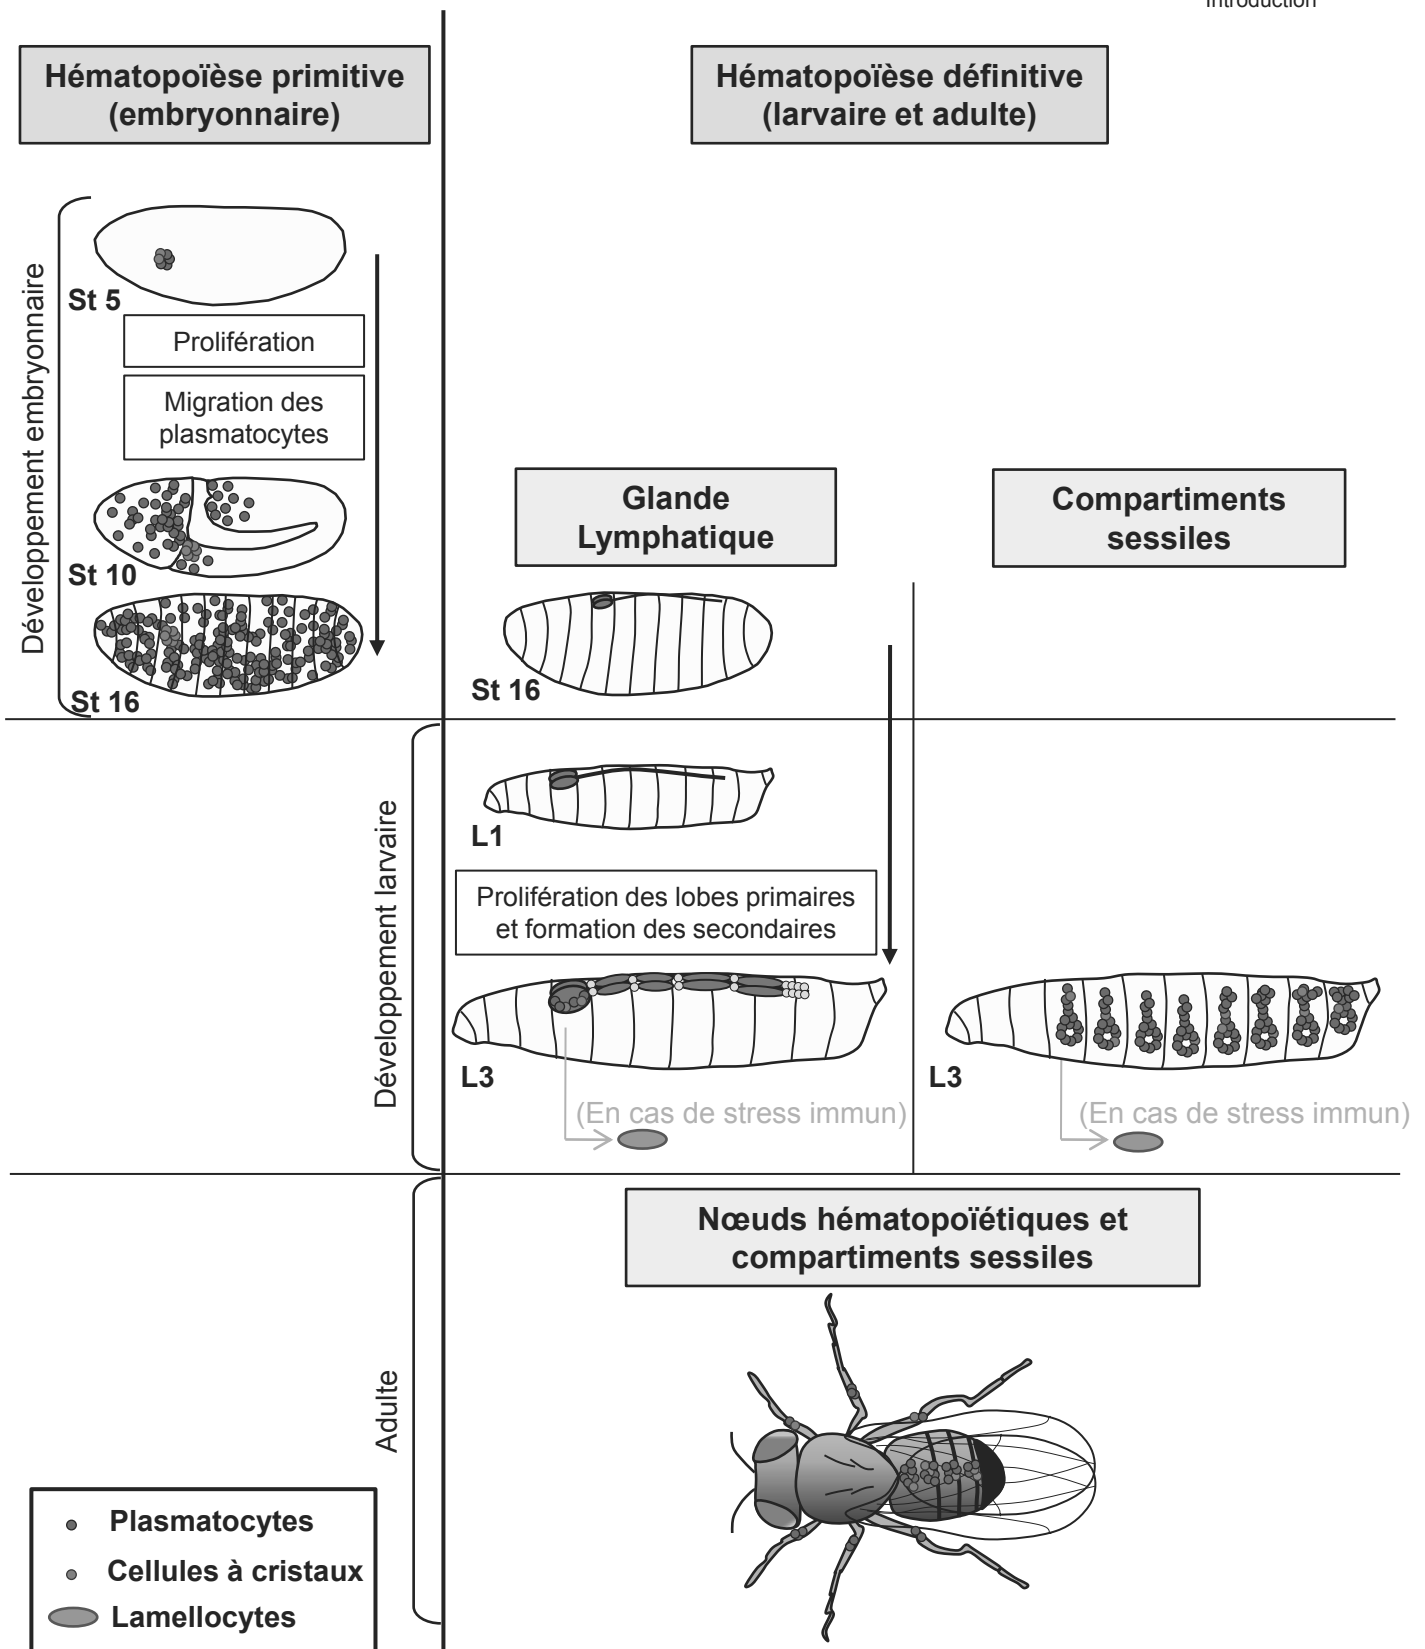 Introduction
Hématopoïèse primitive
(embryonnaire)
Hématopoïèse définitive
(larvaire et adulte)
Développement embryonnaire
St 5
Prolifération
Migration des
plasmatocytes
St 10
St 16
Glande
Lymphatique
Compartiments
sessiles
St 16
Développement larvaire
L1
Prolifération des lobes primaires
et formation des secondaires
L3
(En cas de stress immun)
L3
(En cas de stress immun)
Adulte
Nœuds hématopoïétiques et
compartiments sessiles
Plasmatocytes
Cellules à cristaux
Lamellocytes